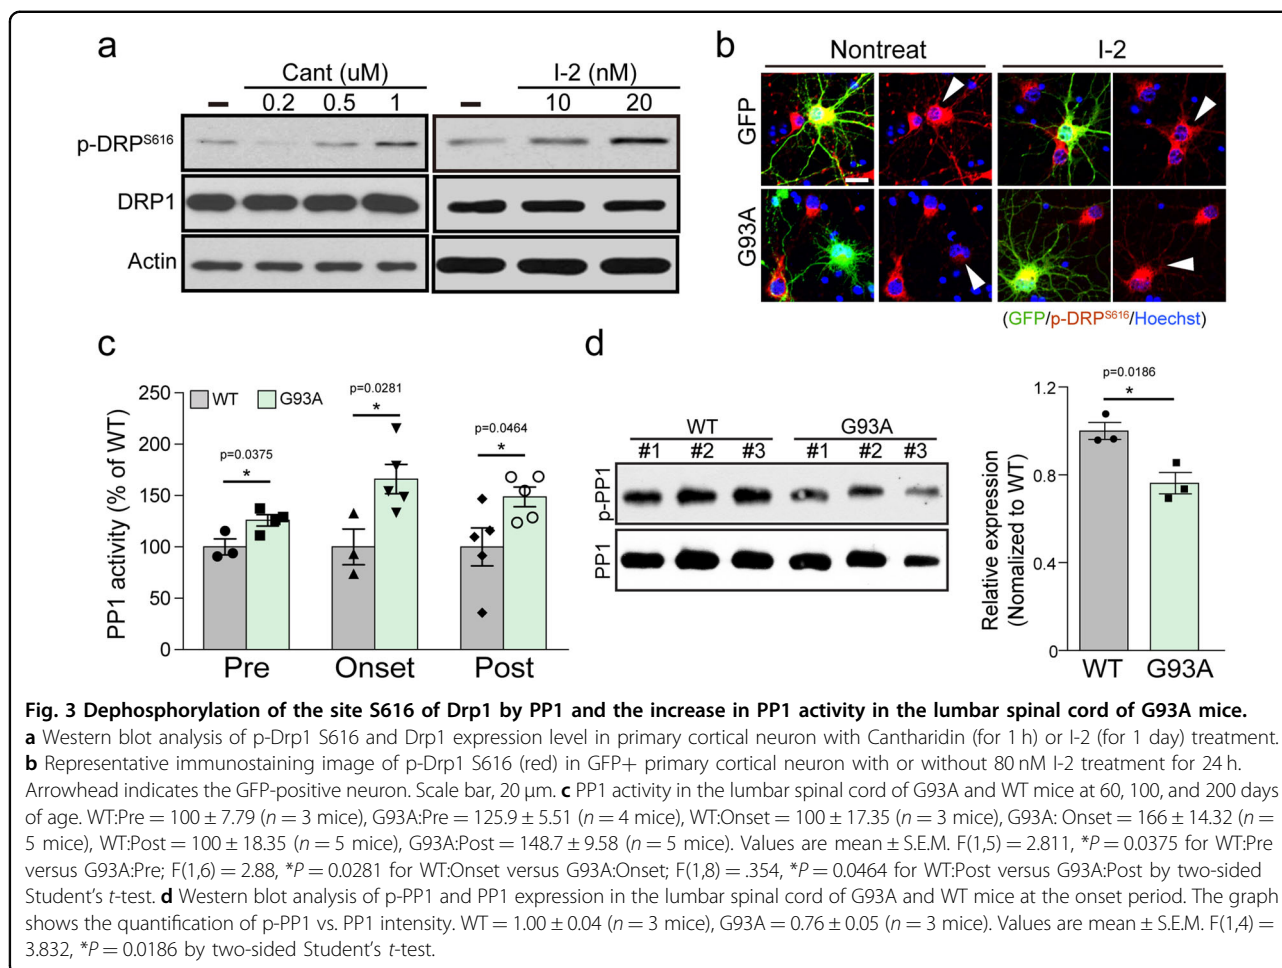 a
Cant (uM)
I-2 (nM)
– 0.2 0.5 1
– 10 20
p-DRPS616
DRP1
Actin
b
Nontreat
I-2
GFP
G93A
(GFP/p-DRPS616/Hoechst)
c
PP1 activity (% of WT)
250
200
150
100
50
0
WT
G93A
p=0.0375
*
p=0.0281
*
p=0.0464
*
Pre
Onset
Post
d
WT
G93A
#1 #2 #3 #1 #2 #3
p-PP1
PP1
Relative expression
(Nomalized to WT)
1.2
0.8
0.4
0
p=0.0186
*
WT
G93A
Fig. 3 Dephosphorylation of the site S616 of Drp1 by PP1 and the increase in PP1 activity in the lumbar spinal cord of G93A mice.
a Western blot analysis of p-Drp1 S616 and Drp1 expression level in primary cortical neuron with Cantharidin (for 1 h) or I-2 (for 1 day) treatment.
b Representative immunostaining image of p-Drp1 S616 (red) in GFP+ primary cortical neuron with or without 80 nM I-2 treatment for 24 h.
Arrowhead indicates the GFP-positive neuron. Scale bar, 20 μm. c PP1 activity in the lumbar spinal cord of G93A and WT mice at 60, 100, and 200 days
of age. WT:Pre = 100 ± 7.79 (n = 3 mice), G93A:Pre = 125.9 ± 5.51 (n = 4 mice), WT:Onset = 100 ± 17.35 (n = 3 mice), G93A: Onset = 166 ± 14.32 (n =
5 mice), WT:Post = 100 ± 18.35 (n = 5 mice), G93A:Post = 148.7 ± 9.58 (n = 5 mice). Values are mean ± S.E.M. F(1,5) = 2.811, *P = 0.0375 for WT:Pre
versus G93A:Pre; F(1,6) = 2.88, *P = 0.0281 for WT:Onset versus G93A:Onset; F(1,8) = .354, *P = 0.0464 for WT:Post versus G93A:Post by two-sided
Student's t-test. d Western blot analysis of p-PP1 and PP1 expression in the lumbar spinal cord of G93A and WT mice at the onset period. The graph
shows the quantification of p-PP1 vs. PP1 intensity. WT = 1.00 ± 0.04 (n = 3 mice), G93A = 0.76 ± 0.05 (n = 3 mice). Values are mean ± S.E.M. F(1,4) =
3.832, *P = 0.0186 by two-sided Student's t-test.